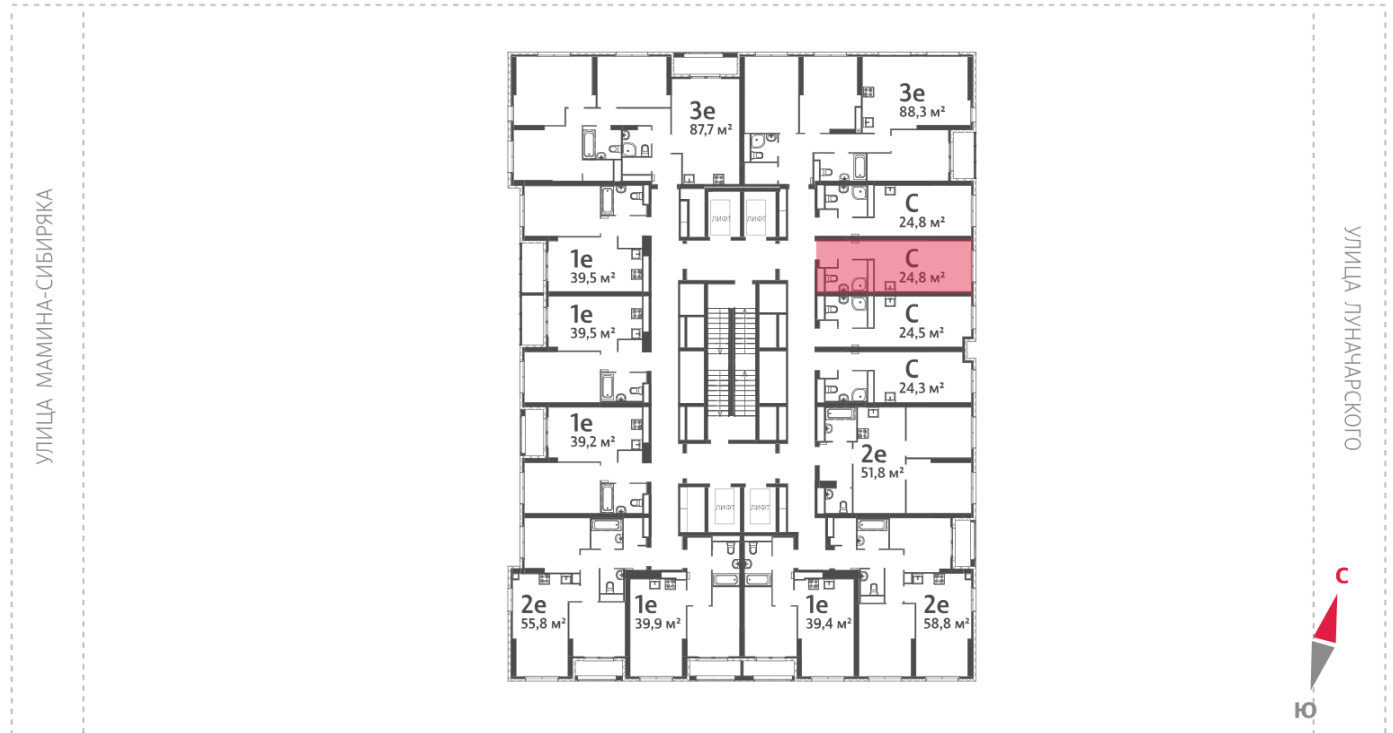 УЛИЦА МАМИНА-СИБИРЯКА
3е
87,7 м²
3е
88,3 м²
ЛИФТ
ЛИФТ
С
24,8 м²
1е
39,5 м²
С
24,8 м²
1е
39,5 м²
С
24,5 м²
С
24,3 м²
1е
39,2 м²
2е
51,8 м²
ЛИФТ
ЛИФТ
2е
55,8 м²
1е
39,9 м²
1е
39,4 м²
2е
58,8 м²
УЛИЦА ЛУНАЧАРСКОГО
С
Ю